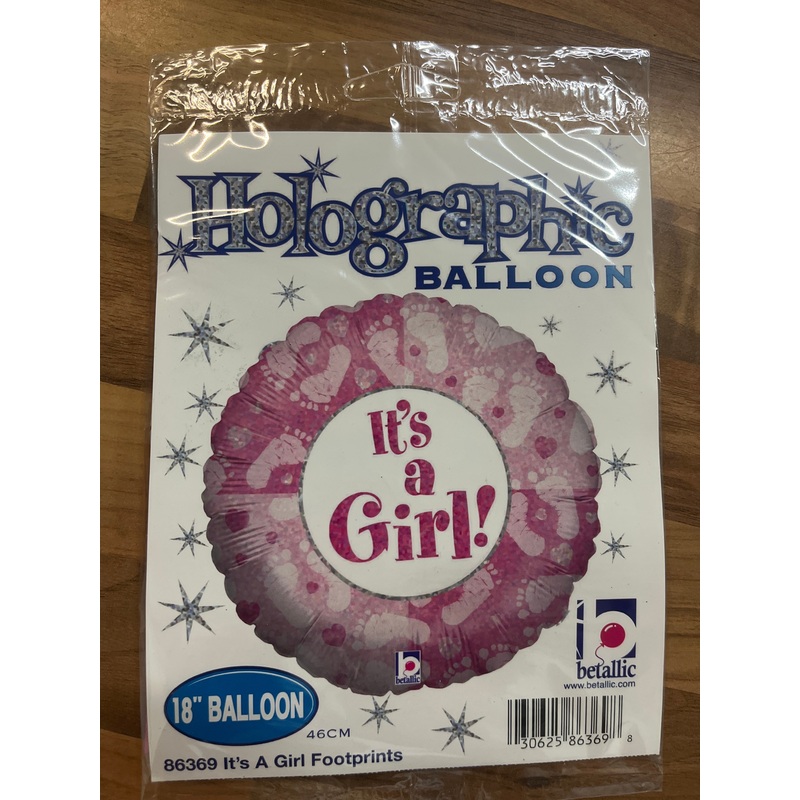 Holographic
BALLOON
It's
a
Girl!
betallic
b
betallic
www.betallic.com
18" BALLOON
46CM
30625 86369 8
86369 It's A Girl Footprints